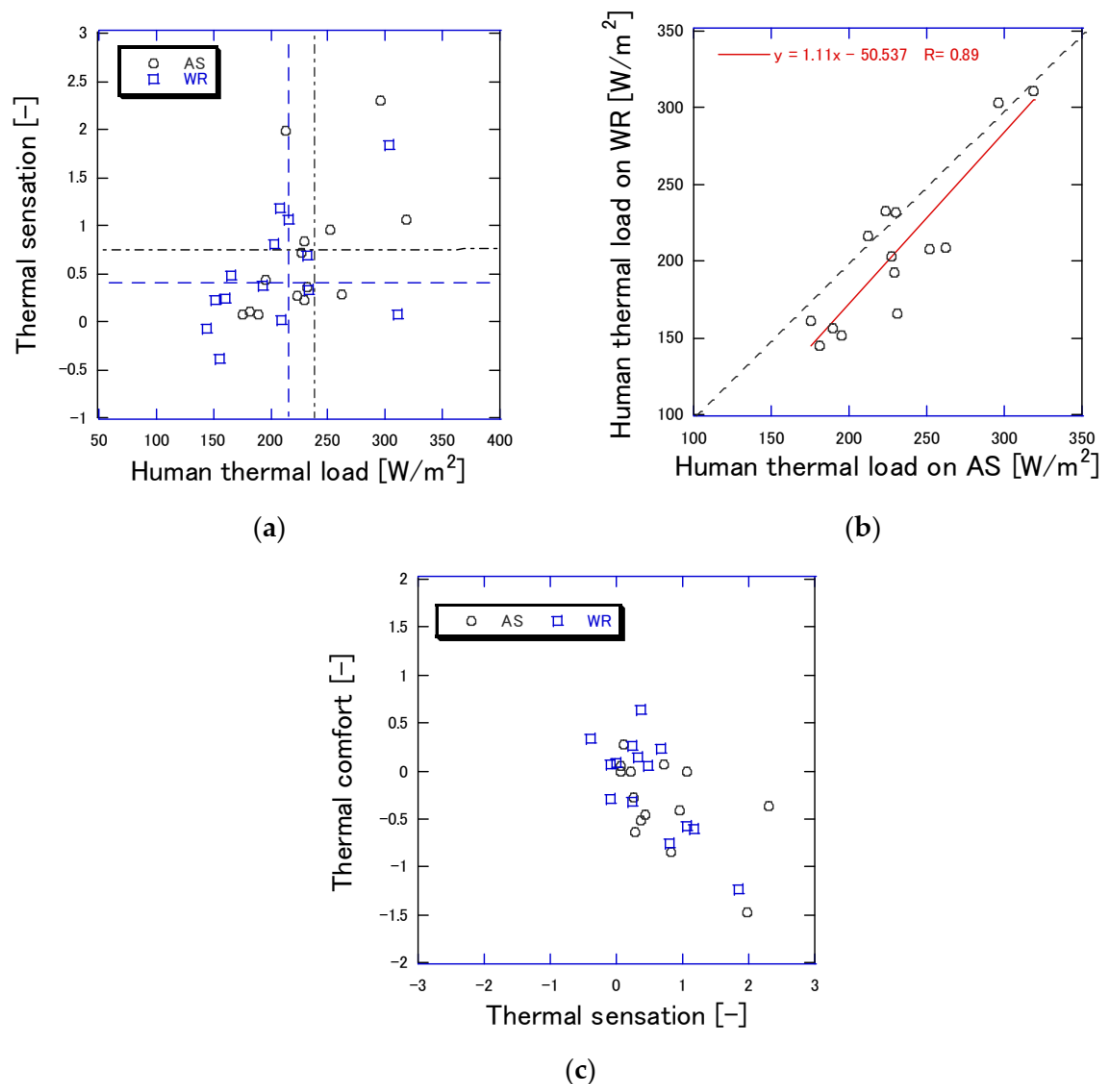 3
2.5
2
1.5
1
0.5
0
−0.5
−1
AS
WR
Thermal sensation [−]
50 100 150 200 250 300 350 400
Human thermal load [W/m²]
(a)
350
300
250
200
150
100
y = 1.11x − 50.537 R= 0.89
Human thermal load on WR [W/m²]
100 150 200 250 300 350
Human thermal load on AS [W/m²]
(b)
2
1.5
1
0.5
0
−0.5
−1
−1.5
−2
AS WR
Thermal comfort [−]
−3 −2 −2 0 1 2 3
Thermal sensation [−]
(c)